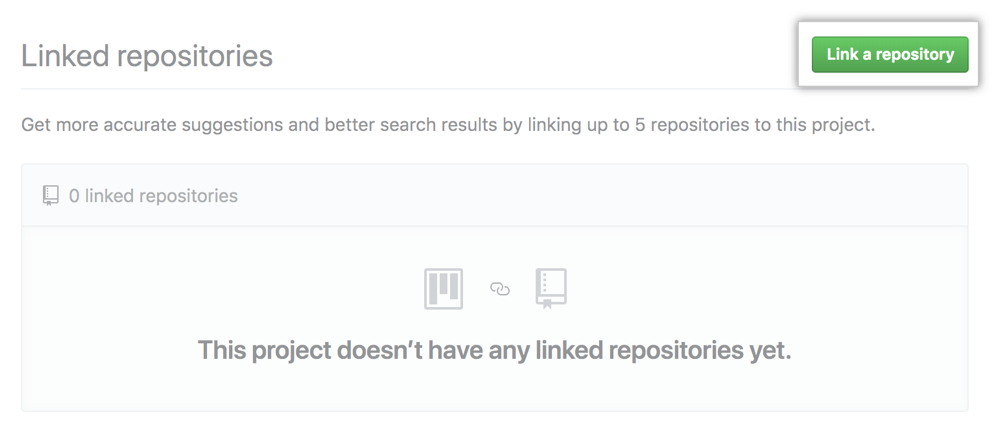 Linked repositories
Link a repository
Get more accurate suggestions and better search results by linking up to 5 repositories to this project.
0 linked repositories
This project doesn’t have any linked repositories yet.